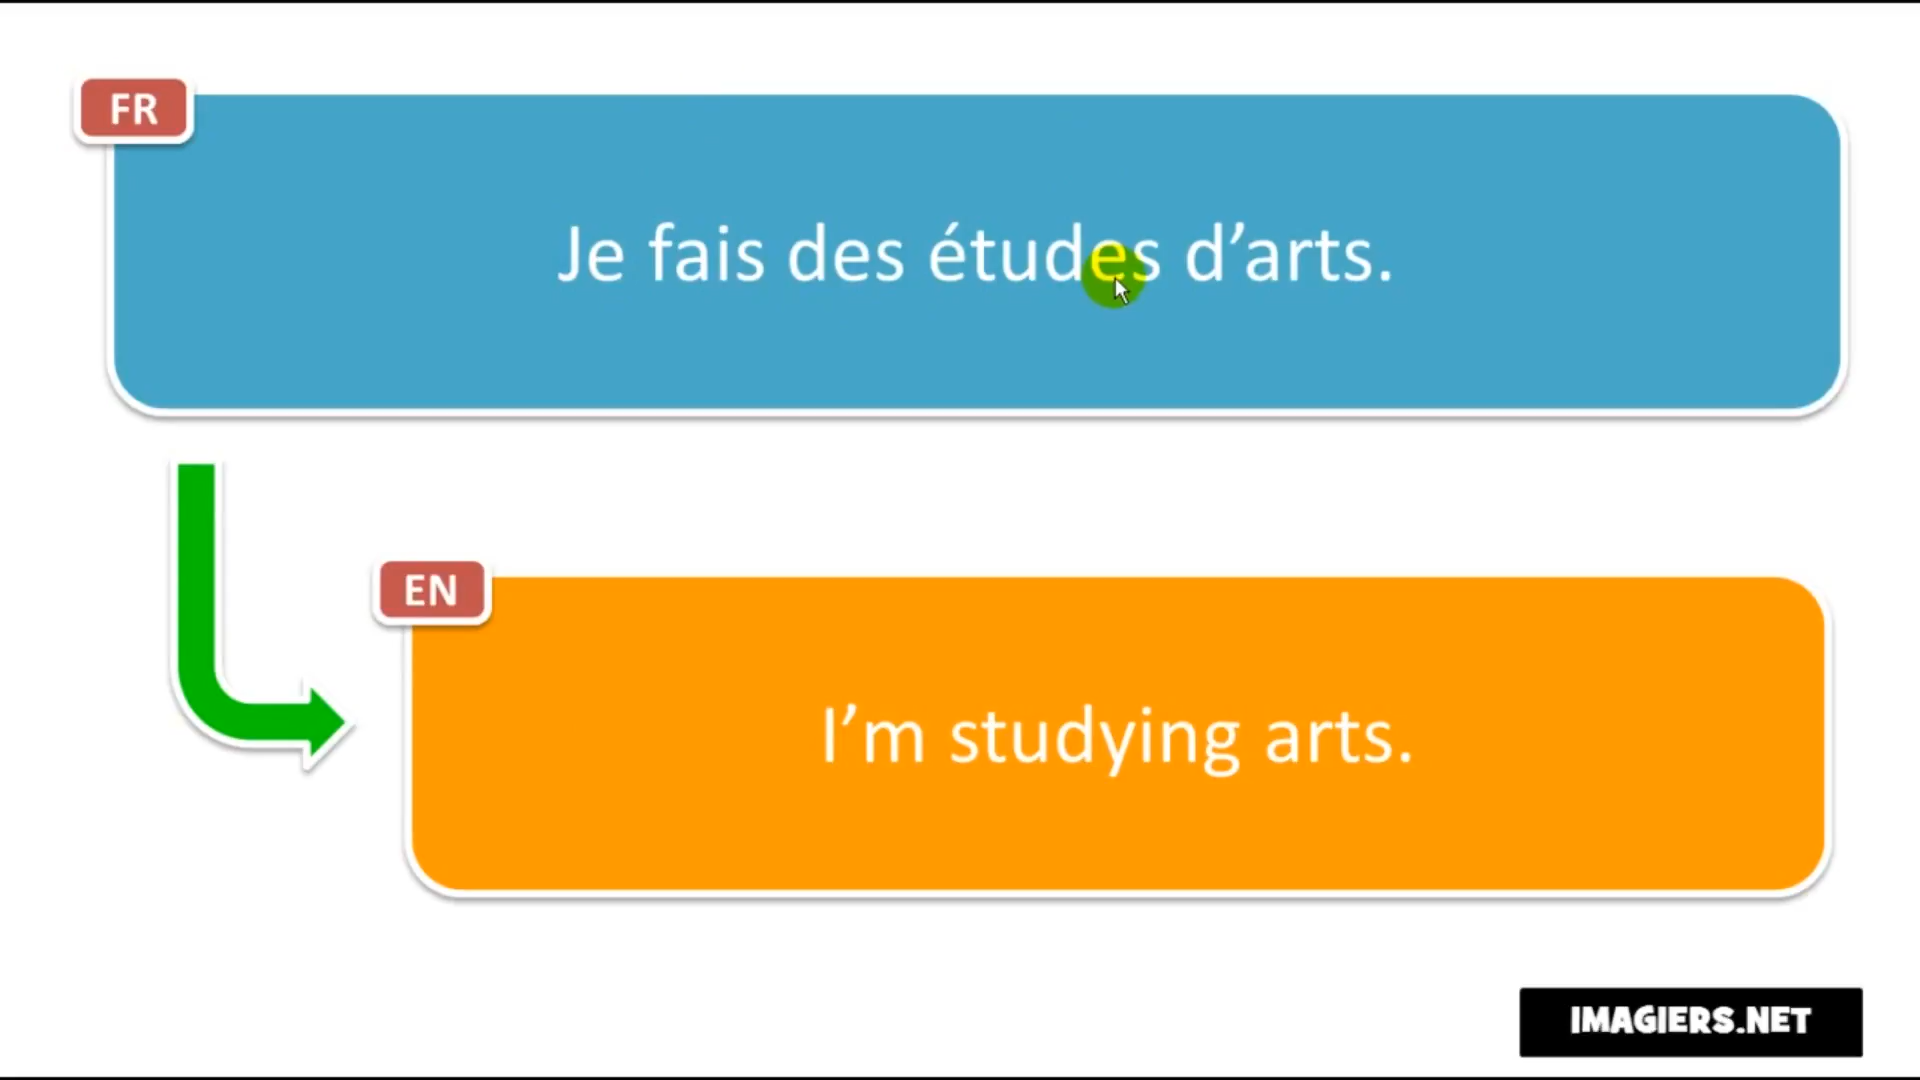 FR
Je fais des études d’arts.
EN
I’m studying arts.
IMAGIERS.NET